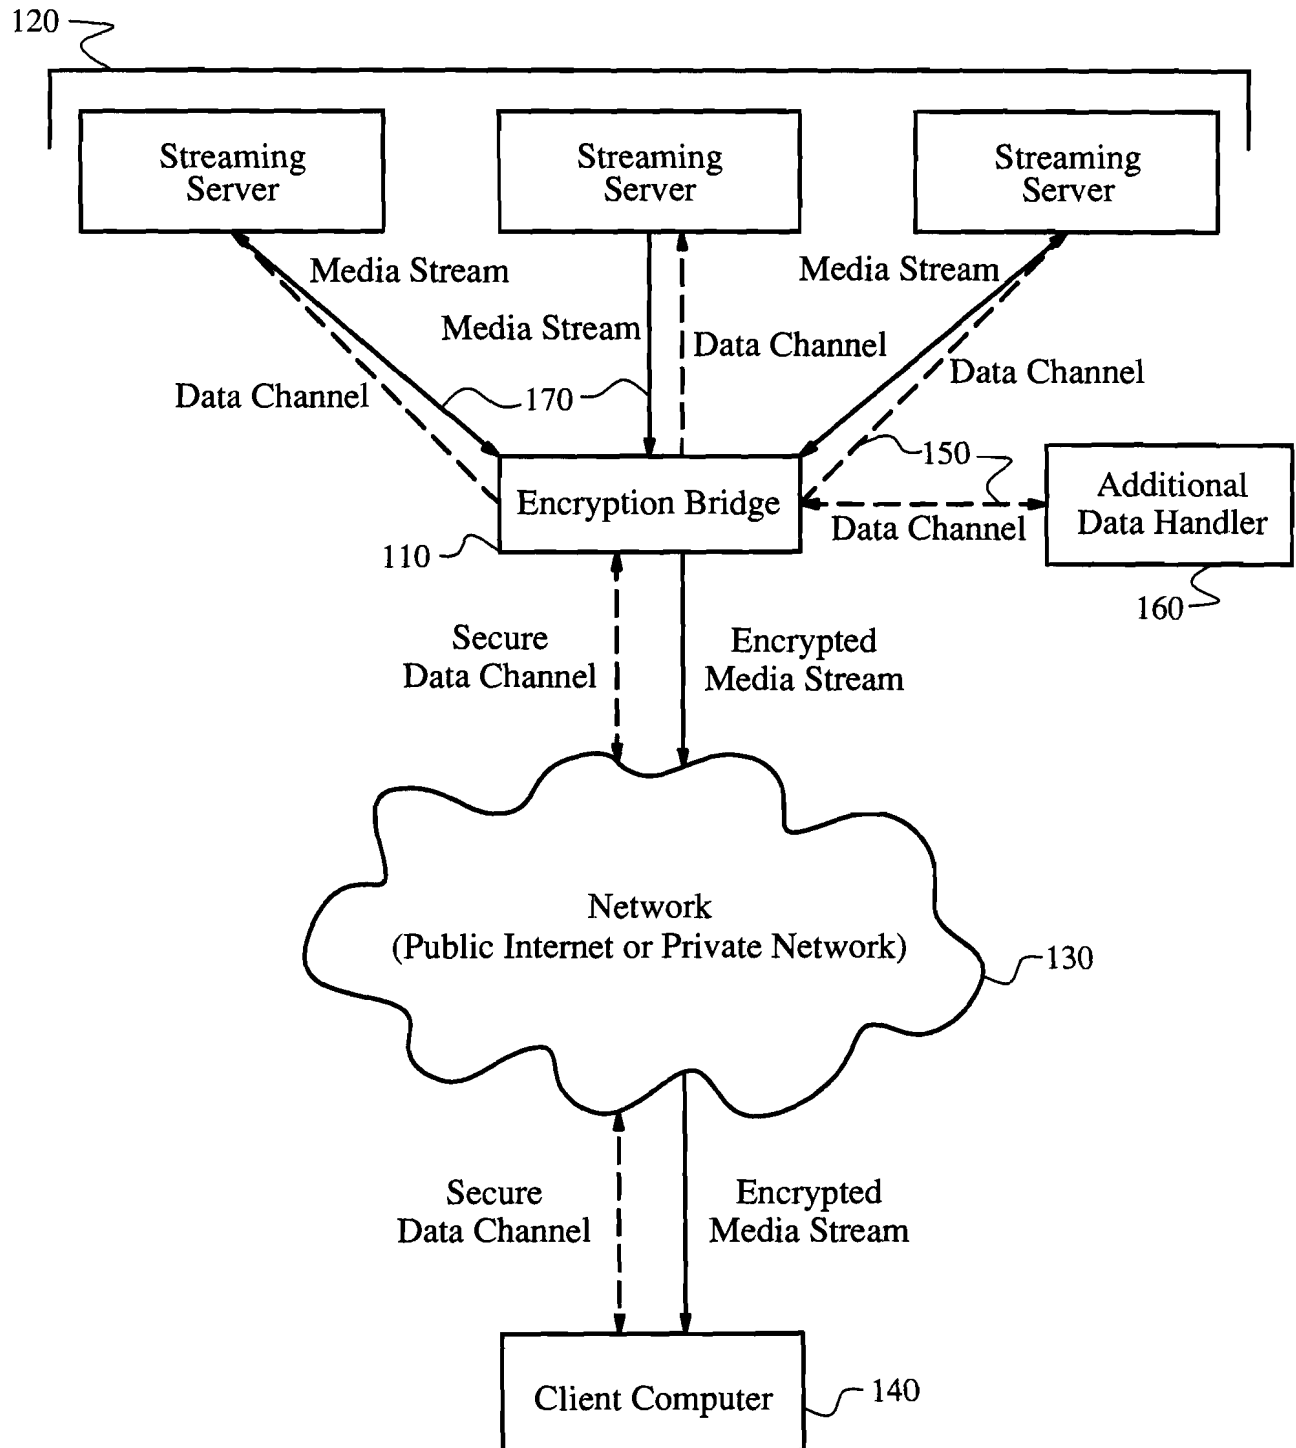 120
Streaming
Server
Streaming
Server
Streaming
Server
Media Stream
Media Stream
Media Stream
Data Channel
Data Channel
Data Channel
170
150
Encryption Bridge
110
Data Channel
Additional
Data Handler
160
Secure
Data Channel
Encrypted
Media Stream
Network
(Public Internet or Private Network)
130
Secure
Data Channel
Encrypted
Media Stream
Client Computer
140